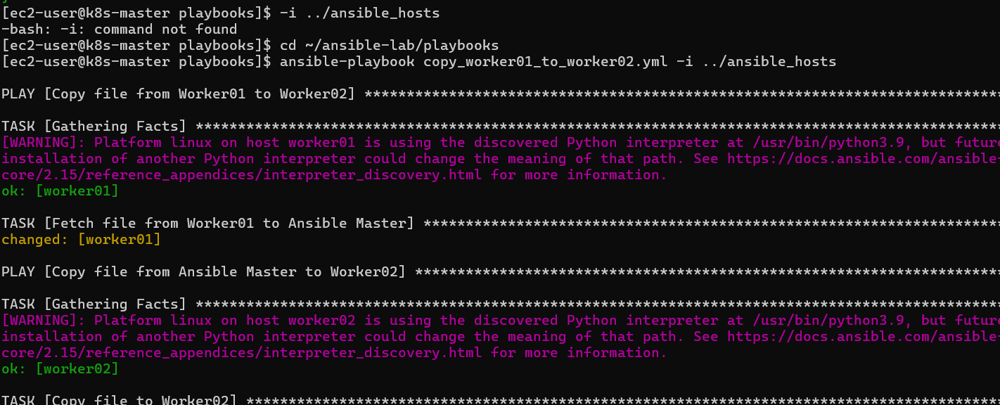 [ec2-user@k8s-master playbooks]$ -i ../ansible_hosts
-bash: -i: command not found
[ec2-user@k8s-master playbooks]$ cd ~/ansible-lab/playbooks
[ec2-user@k8s-master playbooks]$ ansible-playbook copy_worker01_to_worker02.yml -i ../ansible_hosts
PLAY [Copy file from Worker01 to Worker02] ****************************************************************************
TASK [Gathering Facts] ************************************************************************************************
[WARNING]: Platform linux on host worker01 is using the discovered Python interpreter at /usr/bin/python3.9, but future
installation of another Python interpreter could change the meaning of that path. See https://docs.ansible.com/ansible-
core/2.15/reference_appendices/interpreter_discovery.html for more information.
ok: [worker01]
TASK [Fetch file from Worker01 to Ansible Master] *********************************************************************
changed: [worker01]
PLAY [Copy file from Ansible Master to Worker02] **********************************************************************
TASK [Gathering Facts] ************************************************************************************************
[WARNING]: Platform linux on host worker02 is using the discovered Python interpreter at /usr/bin/python3.9, but future
installation of another Python interpreter could change the meaning of that path. See https://docs.ansible.com/ansible-
core/2.15/reference_appendices/interpreter_discovery.html for more information.
ok: [worker02]
TASK [Copy file to Worker02] ******************************************************************************************